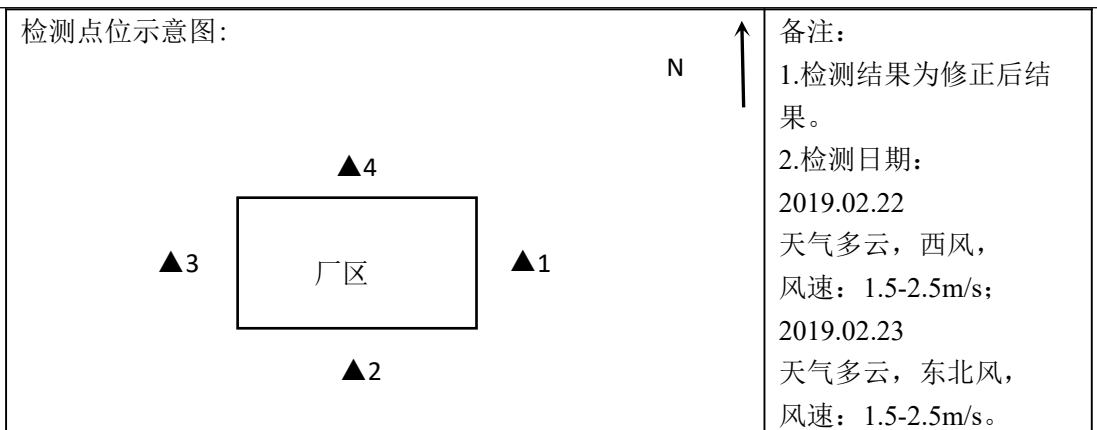 检测点位示意图:
N
▲4
▲3
厂区
▲1
▲2
备注：
1.检测结果为修正后结
果。
2.检测日期：
2019.02.22
天气多云，西风，
风速：1.5-2.5m/s；
2019.02.23
天气多云，东北风，
风速：1.5-2.5m/s。